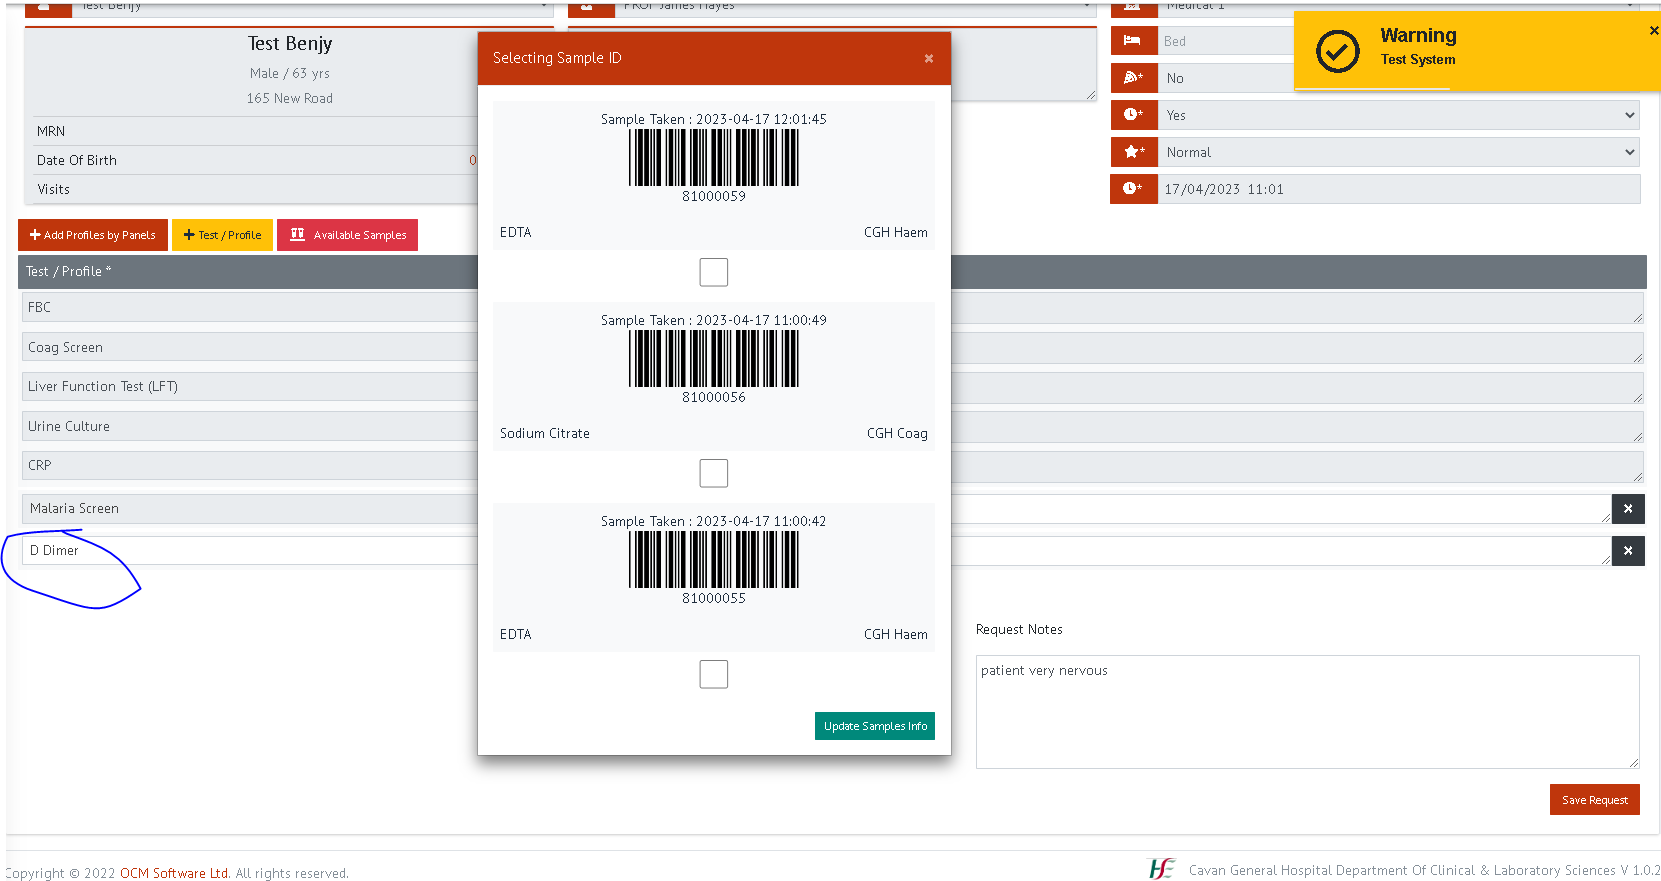 Test Benjy
PROF James Hayes
Medical 1
Test Benjy
Male / 63 yrs
165 New Road
MRN
Date Of Birth 0
Visits
Selecting Sample ID ×
Sample Taken : 2023-04-17 12:01:45
81000059
EDTA CGH Haem
Sample Taken : 2023-04-17 11:00:49
81000056
Sodium Citrate CGH Coag
Sample Taken : 2023-04-17 11:00:42
81000055
EDTA CGH Haem
Update Samples Info
Bed
No
Yes
Normal
17/04/2023 11:01
Warning ×
Test System
+ Add Profiles by Panels + Test / Profile Available Samples
Test / Profile *
FBC
Coag Screen
Liver Function Test (LFT)
Urine Culture
CRP
Malaria Screen ×
D Dimer ×
Request Notes
patient very nervous
Save Request
Copyright © 2022 OCM Software Ltd. All rights reserved.
HSE Cavan General Hospital Department Of Clinical & Laboratory Sciences V 1.0.2